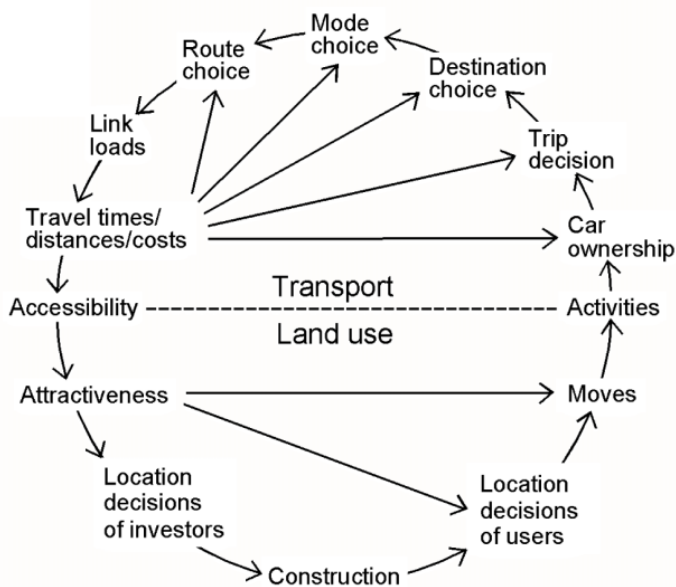 Mode
choice
Route
choice
Destination
choice
Link
loads
Trip
decision
Travel times/
distances/costs
Car
ownership
Transport
Accessibility
Activities
Land use
Attractiveness
Moves
Location
decisions
of investors
Location
decisions
of users
Construction